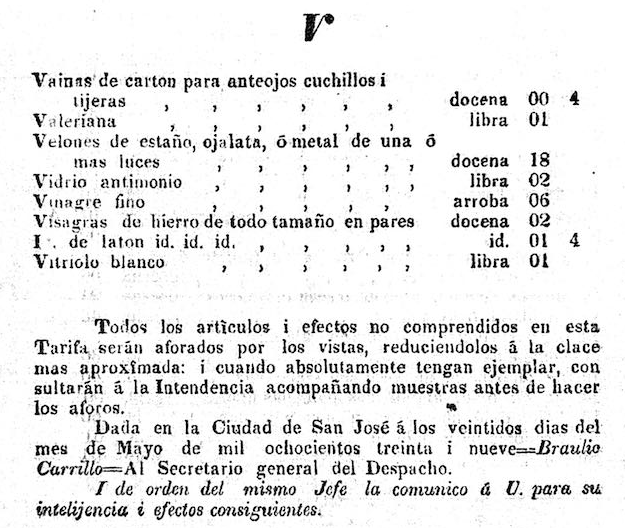 V
Vainas de carton para anteojos cuchillos i
tijeras , , , , , , docena 00 4
Valeriana , , , , , , libra 01
Velones de estaño, ojalata, ó metal de una ó
mas luces , , , , , docena 18
Vidrio antimonio , , , , , libra 02
Vinagre fino , , , , , arroba 06
Visagras de hierro de todo tamaño en pares docena 02
I . de laton id. id. id. , , , , id. 01 4
Vitriolo blanco , , , , , libra 01
Todos los articulos i efectos no comprendidos en esta
Tarifa serán aforados por los vistas, reduciendolos á la clace
mas aproximada: i cuando absolutamente tengan ejemplar, con
sultarán á la Intendencia acompañando muestras antes de hacer
los aforos.
Dada en la Ciudad de San José á los veintidos dias del
mes de Mayo de mil ochocientos treinta i nueve=Braulio
Carrillo=Al Secretario general del Despacho.
I de orden del mismo Jefe la comunico á U. para su
intelijencia i efectos consiguientes.